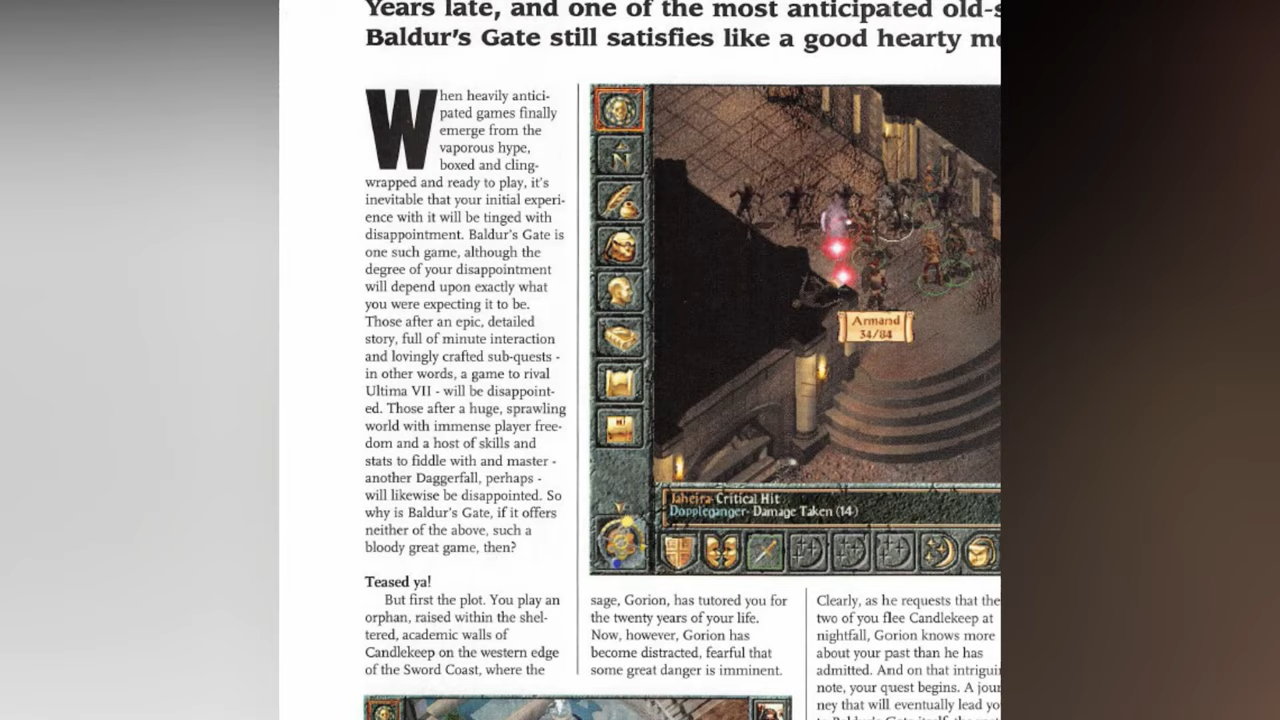 Years late, and one of the most anticipated old-s
Baldur's Gate still satisfies like a good hearty m
When heavily antici-
pated games finally
emerge from the
vaporous hype,
boxed and cling-
wrapped and ready to play, it's
inevitable that your initial experi-
ence with it will be tinged with
disappointment. Baldur's Gate is
one such game, although the
degree of your disappointment
will depend upon exactly what
you were expecting it to be.
Those after an epic, detailed
story, full of minute interaction
and lovingly crafted sub-quests -
in other words, a game to rival
Ultima VII - will be disappoint-
ed. Those after a huge, sprawling
world with immense player free-
dom and a host of skills and
stats to fiddle with and master -
another Daggerfall, perhaps -
will likewise be disappointed. So
why is Baldur's Gate, if it offers
neither of the above, such a
bloody great game, then?
Teased ya!
But first the plot. You play an
orphan, raised within the shel-
tered, academic walls of
Candlekeep on the western edge
of the Sword Coast, where the
N
Armand
34/84
Jaheira- Critical Hit
Doppleganger- Damage Taken (14)
sage, Gorion, has tutored you for
the twenty years of your life.
Now, however, Gorion has
become distracted, fearful that
some great danger is imminent.
Clearly, as he requests that the
two of you flee Candlekeep at
nightfall, Gorion knows more
about your past than he has
admitted. And on that intrigui
note, your quest begins. A jour
ney that will eventually lead yo